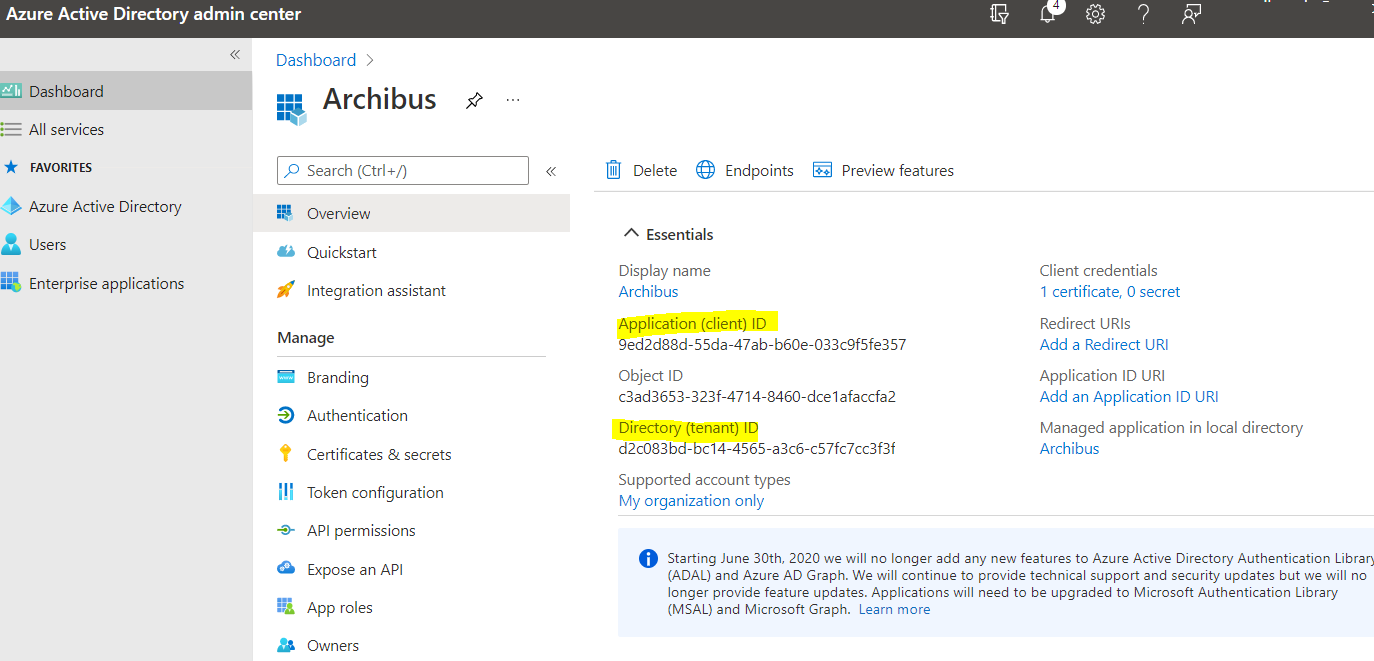 Azure Active Directory admin center
4
Dashboard
All services
FAVORITES
Azure Active Directory
Users
Enterprise applications
Dashboard
Archibus
Search (Ctrl+/)
Overview
Quickstart
Integration assistant
Manage
Branding
Authentication
Certificates & secrets
Token configuration
API permissions
Expose an API
App roles
Owners
Delete
Endpoints
Preview features
Essentials
Display name
Archibus
Application (client) ID
9ed2d88d-55da-47ab-b60e-033c9f5fe357
Object ID
c3ad3653-323f-4714-8460-dce1afaccfa2
Directory (tenant) ID
d2c083bd-bc14-4565-a3c6-c57fc7cc3f3f
Supported account types
My organization only
Client credentials
1 certificate, 0 secret
Redirect URIs
Add a Redirect URI
Application ID URI
Add an Application ID URI
Managed application in local directory
Archibus
Starting June 30th, 2020 we will no longer add any new features to Azure Active Directory Authentication Library
(ADAL) and Azure AD Graph. We will continue to provide technical support and security updates but we will no
longer provide feature updates. Applications will need to be upgraded to Microsoft Authentication Library
(MSAL) and Microsoft Graph. Learn more